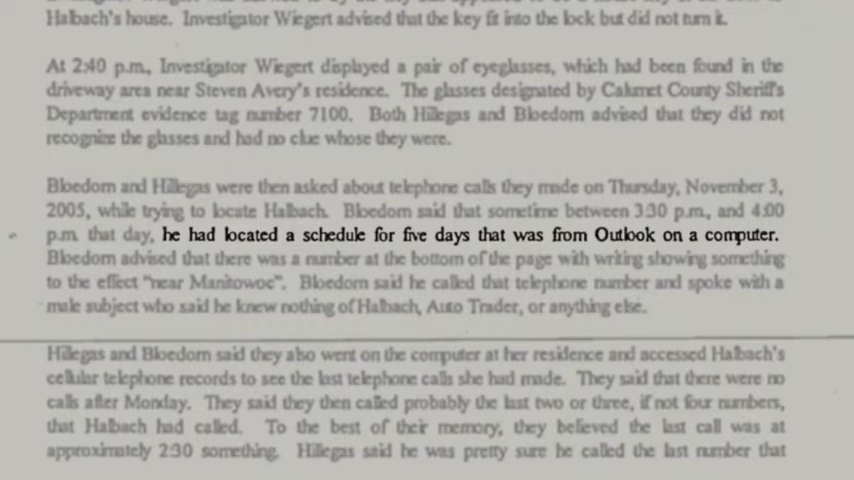 Halbach's house. Investigator Wiegert advised that the key fit into the lock but did not turn it.
At 2:40 p.m., Investigator Wiegert displayed a pair of eyeglasses, which had been found in the
driveway area near Steven Avery's residence. The glasses designated by Calumet County Sheriff's
Department evidence tag number 7100. Both Hillegas and Bloedorn advised that they did not
recognize the glasses and had no clue whose they were.
Bloedorn and Hillegas were then asked about telephone calls they made on Thursday, November 3,
2005, while trying to locate Halbach. Bloedorn said that sometime between 3:30 p.m., and 4:00
p.m. that day, he had located a schedule for five days that was from Outlook on a computer.
Bloedorn advised that there was a number at the bottom of the page with writing showing something
to the effect "near Manitowoc". Bloedorn said he called that telephone number and spoke with a
male subject who said he knew nothing of Halbach, Auto Trader, or anything else.
Hillegas and Bloedorn said they also went on the computer at her residence and accessed Halbach's
cellular telephone records to see the last telephone calls she had made. They said that there were no
calls after Monday. They said they then called probably the last two or three, if not four numbers,
that Halbach had called. To the best of their memory, they believed the last call was at
approximately 2:30 something. Hillegas said he was pretty sure he called the last number that